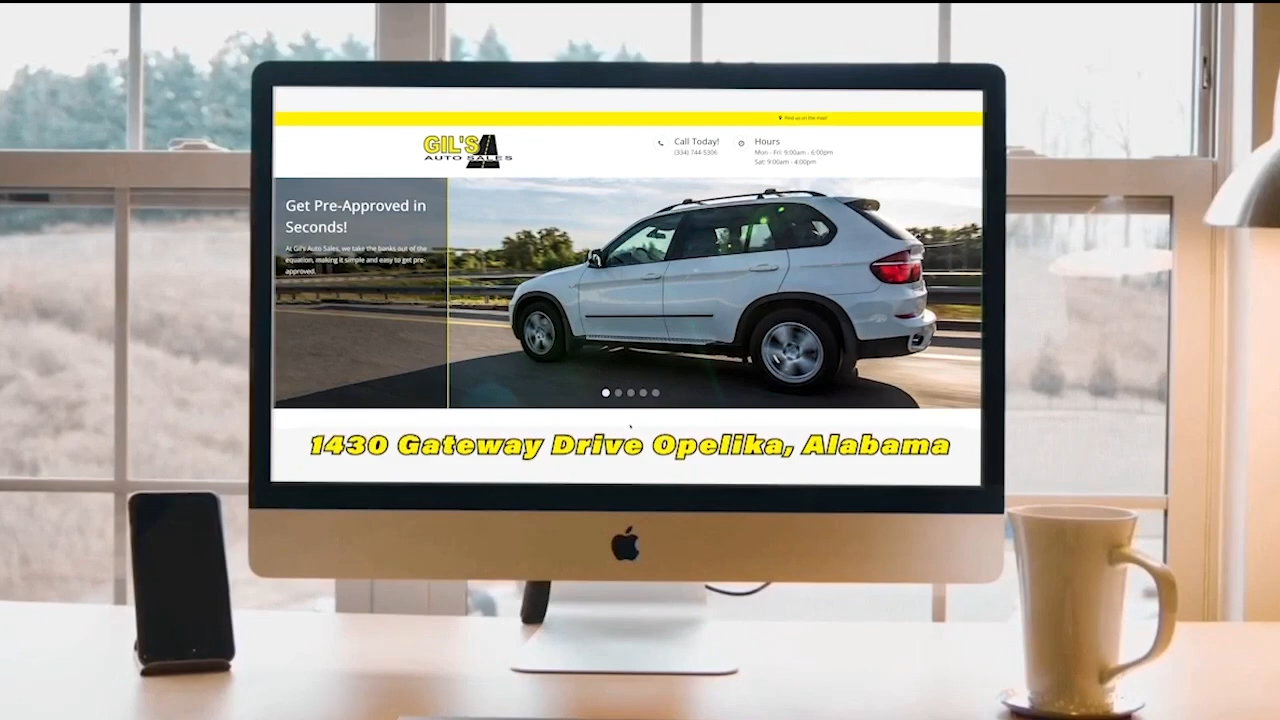 Find us on the map!
GIL'S
AUTO SALES
Call Today!
(334) 744-5306
Hours
Mon - Fri: 9:00am - 6:00pm
Sat: 9:00am - 4:00pm
Get Pre-Approved in
Seconds!
At Gil's Auto Sales, we take the banks out of the
equation, making it simple and easy to get pre-
approved.
1430 Gateway Drive Opelika, Alabama